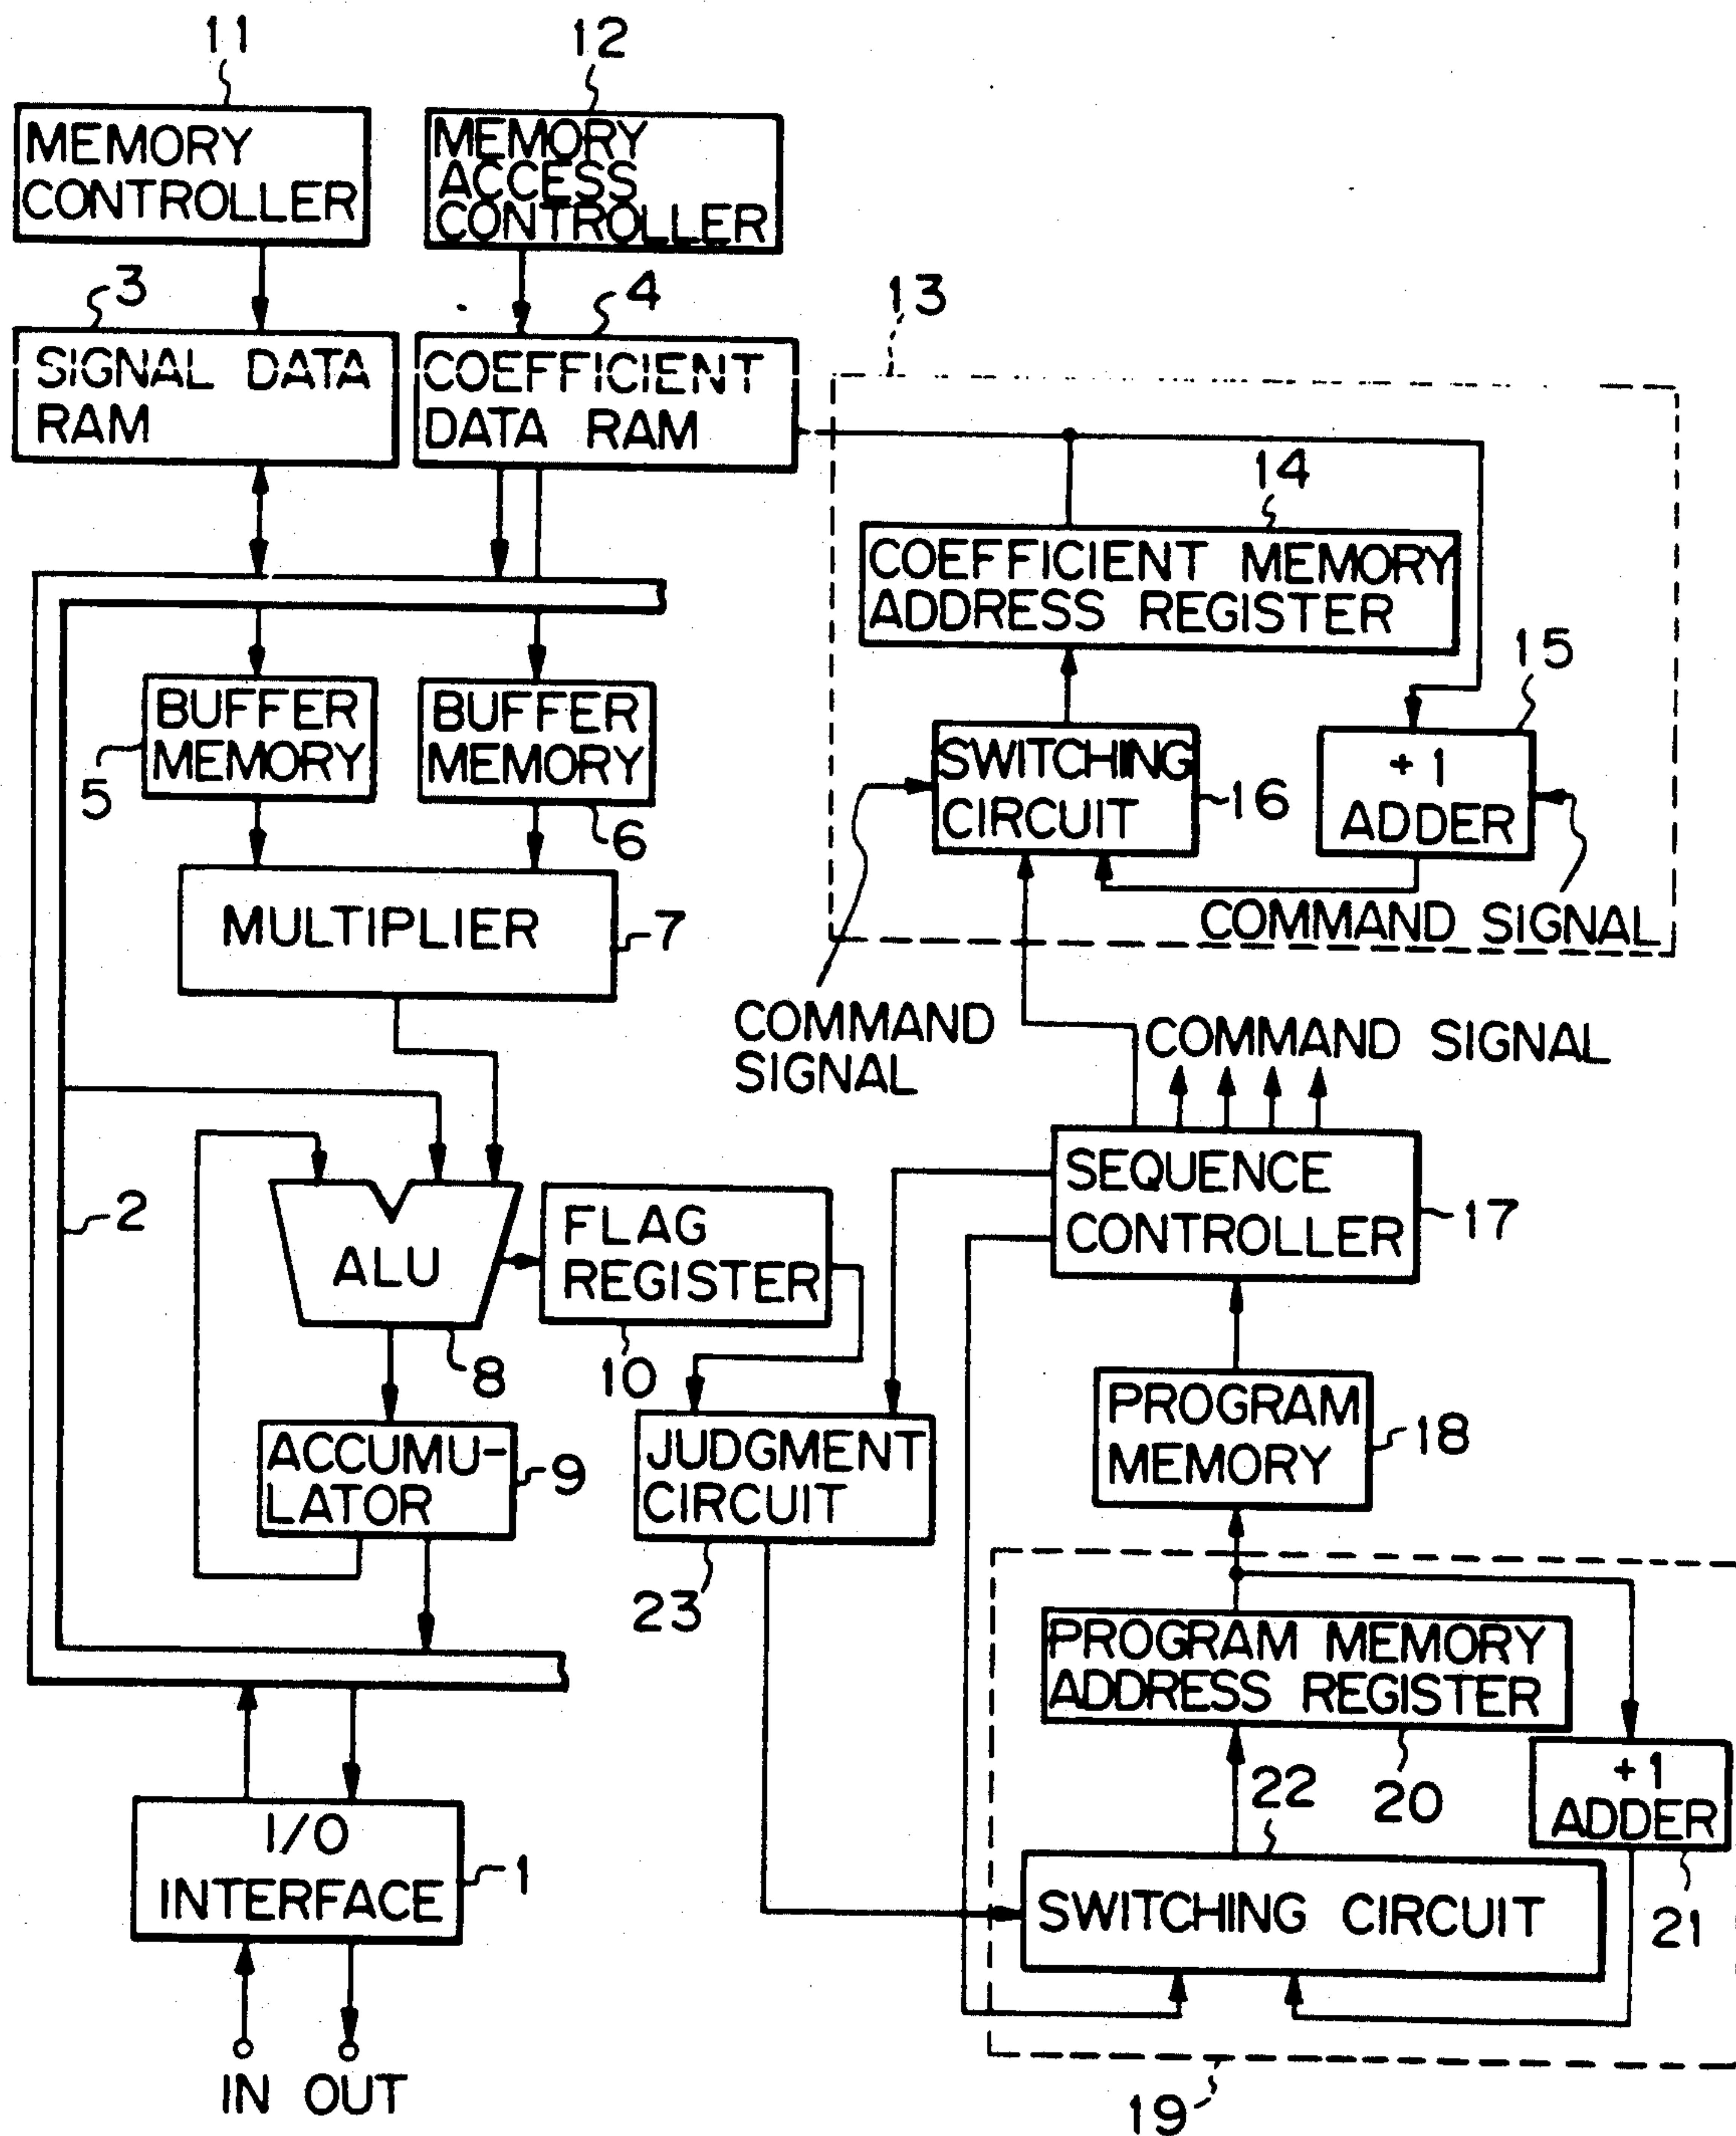 11
12
MEMORY
CONTROLLER
MEMORY
ACCESS
CONTROLLER
3
4
13
SIGNAL DATA
RAM
COEFFICIENT
DATA RAM
14
COEFFICIENT MEMORY
ADDRESS REGISTER
15
BUFFER
MEMORY
5
BUFFER
MEMORY
6
SWITCHING
CIRCUIT
16
+1
ADDER
MULTIPLIER
7
COMMAND SIGNAL
COMMAND
SIGNAL
COMMAND SIGNAL
2
ALU
8
FLAG
REGISTER
10
SEQUENCE
CONTROLLER
17
ACCUMU-
LATOR
9
JUDGMENT
CIRCUIT
23
PROGRAM
MEMORY
18
PROGRAM MEMORY
ADDRESS REGISTER
20
22
+1
ADDER
21
I/O
INTERFACE
1
SWITCHING CIRCUIT
IN OUT
19